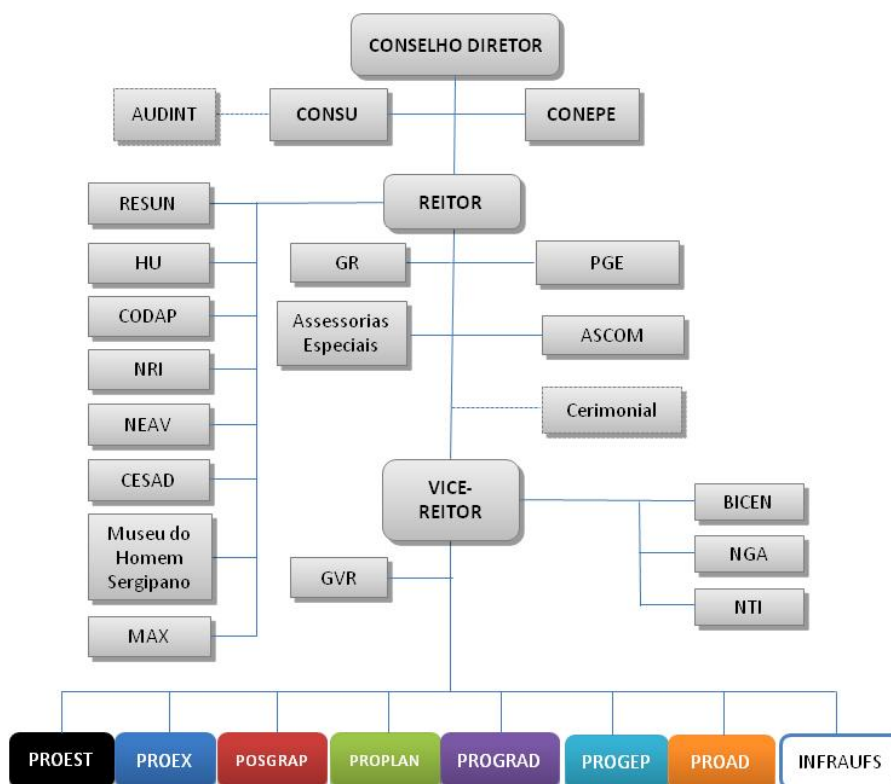 CONSELHO DIRETOR
AUDINT
CONSU
CONEPE
RESUN
REITOR
HU
GR
PGE
CODAP
Assessorias
Especiais
ASCOM
NRI
NEAV
Cerimonial
CESAD
VICE-
REITOR
BICEN
Museu do
Homem
Sergipano
GVR
NGA
NTI
MAX
PROEST
PROEX
POSGRAP
PROPLAN
PROGRAD
PROGEP
PROAD
INFRAUFS